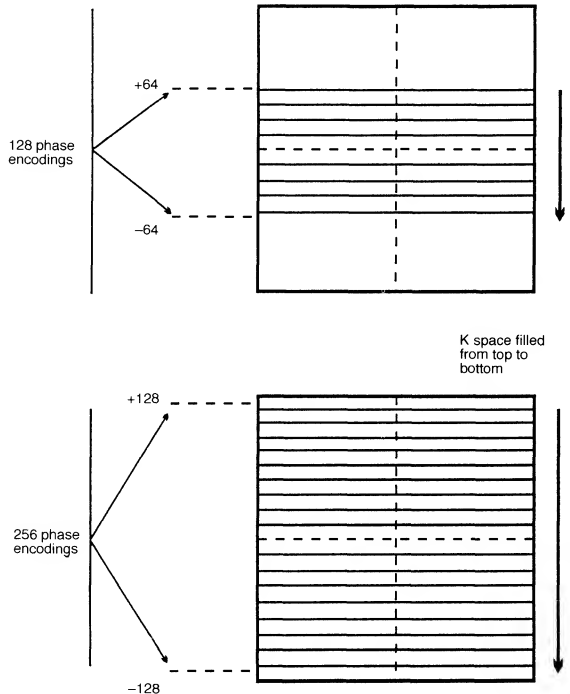 +64
128 phase
encodings
−64
K space filled
from top to
bottom
+128
256 phase
encodings
−128